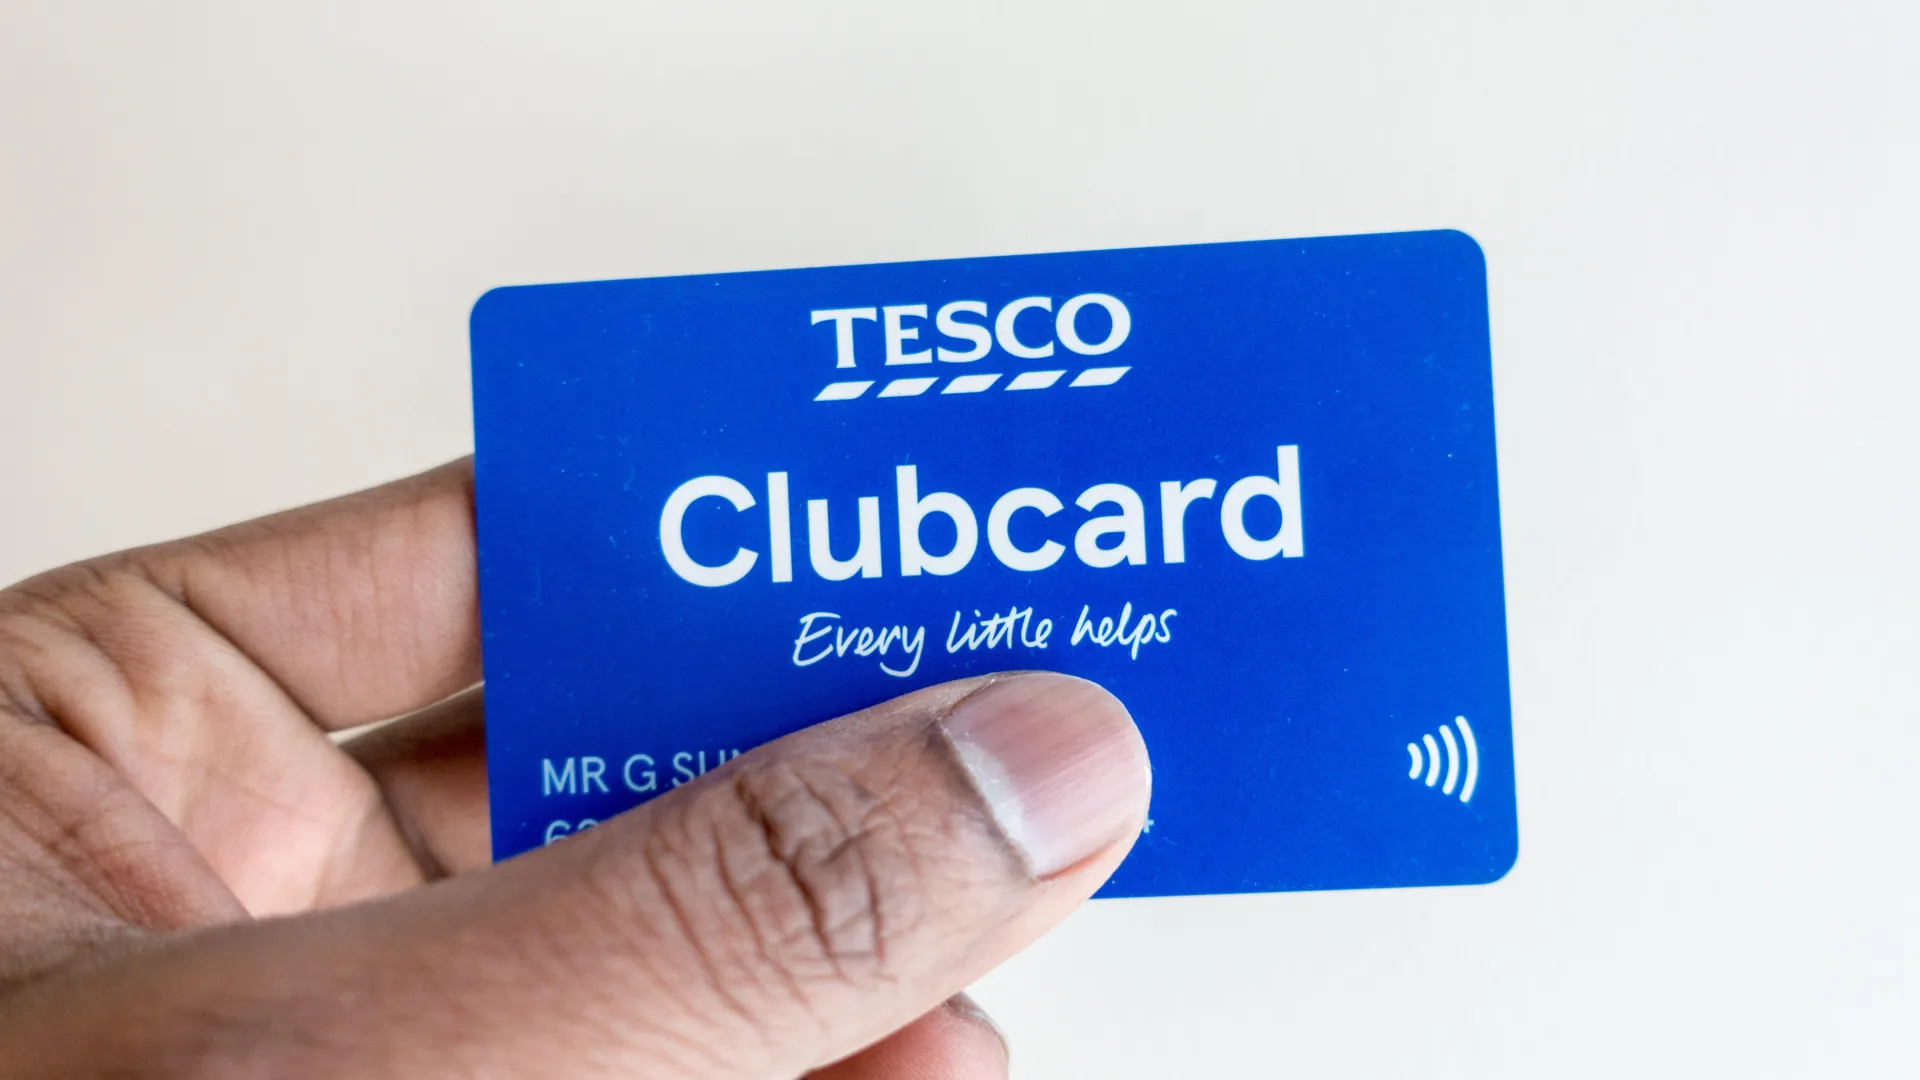 TESCO
Clubcard
Every little helps
MR G